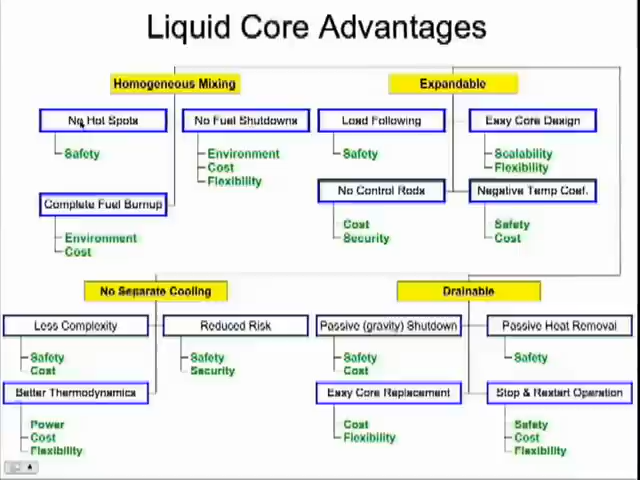 Liquid Core Advantages
Homogeneous Mixing
No Hot Spots
Safety
No Fuel Shutdowns
Environment
Cost
Flexibility
Complete Fuel Burnup
Environment
Cost
Expandable
Load Following
Safety
Easy Core Design
Scalability
Flexibility
No Control Rods
Cost
Security
Negative Temp Coef.
Safety
Cost
No Separate Cooling
Less Complexity
Safety
Cost
Reduced Risk
Safety
Security
Better Thermodynamics
Power
Cost
Flexibility
Drainable
Passive (gravity) Shutdown
Safety
Cost
Passive Heat Removal
Safety
Easy Core Replacement
Cost
Flexibility
Stop & Restart Operation
Safety
Cost
Flexibility